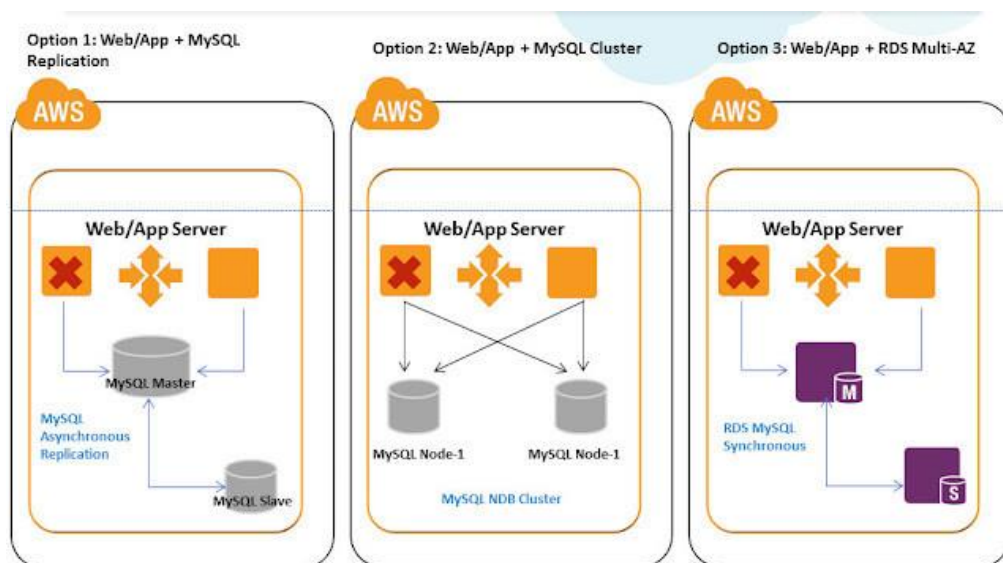 Option 1: Web/App + MySQL
Replication
AWS
Web/App Server
MySQL Master
MySQL
Asynchronous
Replication
MySQL Slave
Option 2: Web/App + MySQL Cluster
AWS
Web/App Server
MySQL Node-1
MySQL Node-1
MySQL NDB Cluster
Option 3: Web/App + RDS Multi-AZ
AWS
Web/App Server
M
RDS MySQL
Synchronous
S